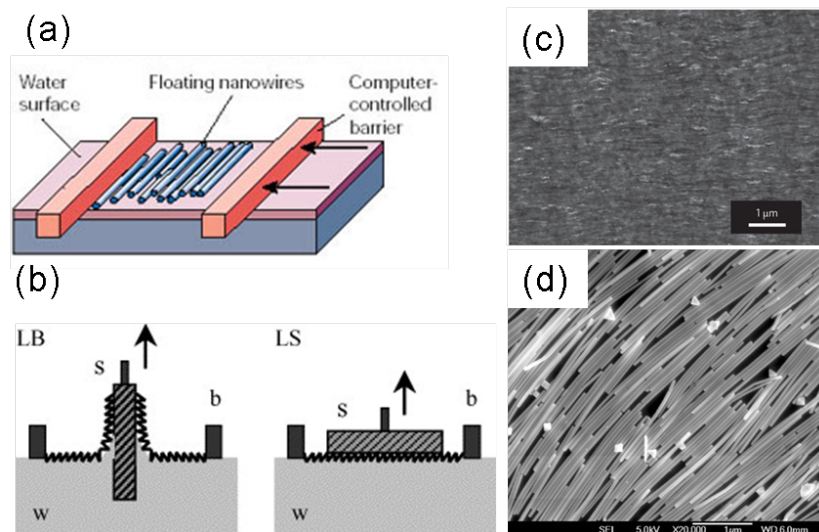 (a)
Water
surface
Floating nanowires
Computer-
controlled
barrier
(b)
LB
s
b
w
LS
s
b
w
(c)
1 µm
(d)
SEI 5.0kV X20,000 1µm WD 6.0mm